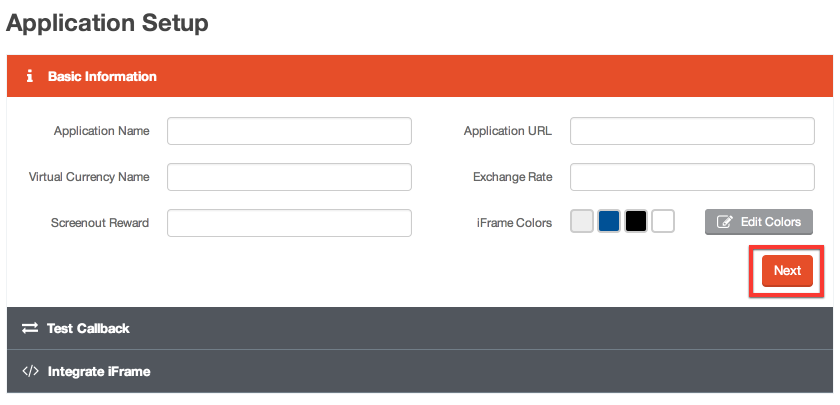 Application Setup
Basic Information
Application Name
Application URL
Virtual Currency Name
Exchange Rate
Screenout Reward
iFrame Colors
Edit Colors
Next
Test Callback
Integrate iFrame